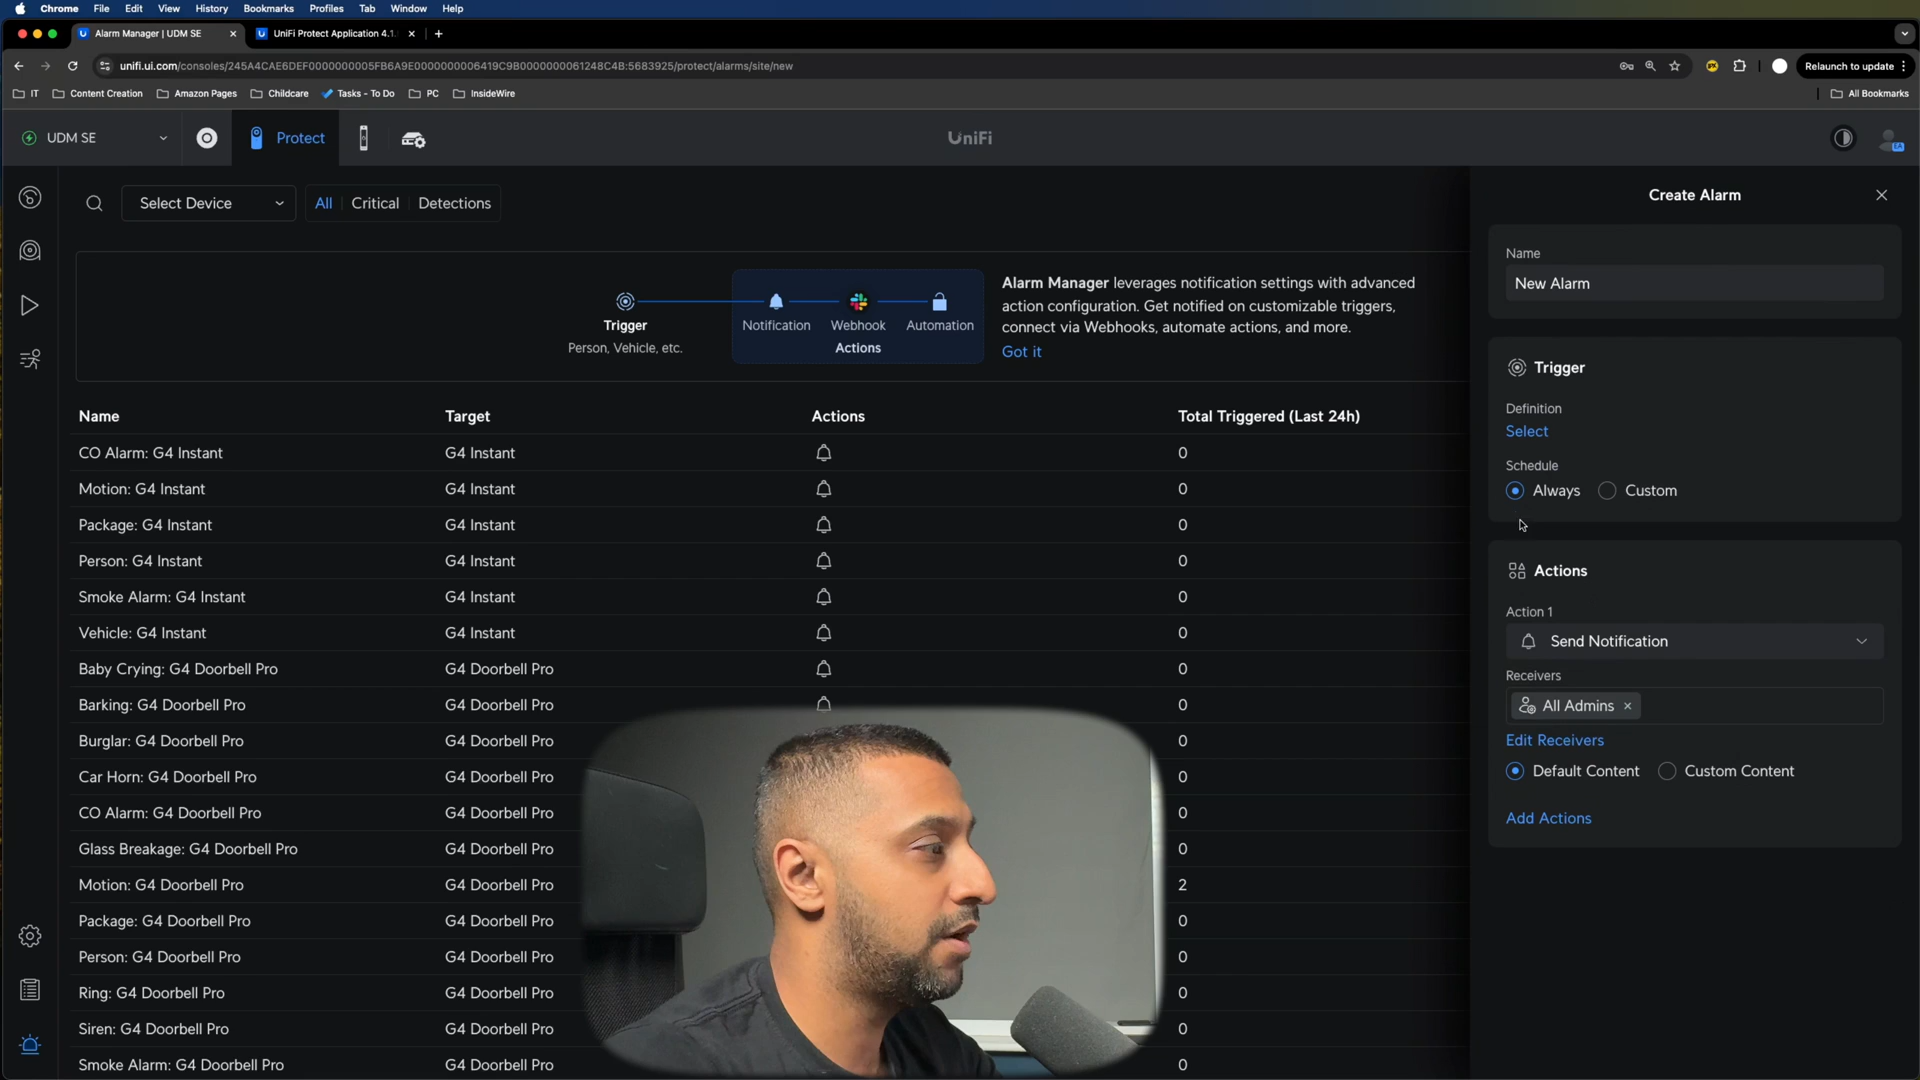 Chrome File Edit View History Bookmarks Profiles Tab Window Help
Alarm Manager | UDM SE
UniFi Protect Application 4.1.
unifi.ui.com/consoles/245A4CAE6DEF0000000005FB6A9E0000000006419C9B0000000061248C4B:5683925/protect/alarms/site/new
Relaunch to update
IT Content Creation Amazon Pages Childcare Tasks - To Do PC InsideWire All Bookmarks
UDM SE Protect UniFi EA
Select Device All Critical Detections
Trigger
Person, Vehicle, etc.
Notification Webhook Automation
Actions
Alarm Manager leverages notification settings with advanced
action configuration. Get notified on customizable triggers,
connect via Webhooks, automate actions, and more.
Got it
Name Target Actions Total Triggered (Last 24h)
CO Alarm: G4 Instant G4 Instant 0
Motion: G4 Instant G4 Instant 0
Package: G4 Instant G4 Instant 0
Person: G4 Instant G4 Instant 0
Smoke Alarm: G4 Instant G4 Instant 0
Vehicle: G4 Instant G4 Instant 0
Baby Crying: G4 Doorbell Pro G4 Doorbell Pro 0
Barking: G4 Doorbell Pro G4 Doorbell Pro 0
Burglar: G4 Doorbell Pro G4 Doorbell Pro 0
Car Horn: G4 Doorbell Pro G4 Doorbell Pro 0
CO Alarm: G4 Doorbell Pro G4 Doorbell Pro 0
Glass Breakage: G4 Doorbell Pro G4 Doorbell Pro 0
Motion: G4 Doorbell Pro G4 Doorbell Pro 2
Package: G4 Doorbell Pro G4 Doorbell Pro 0
Person: G4 Doorbell Pro G4 Doorbell Pro 0
Ring: G4 Doorbell Pro G4 Doorbell Pro 0
Siren: G4 Doorbell Pro G4 Doorbell Pro 0
Smoke Alarm: G4 Doorbell Pro G4 Doorbell Pro 0
Create Alarm
Name
New Alarm
Trigger
Definition
Select
Schedule
Always Custom
Actions
Action 1
Send Notification
Receivers
All Admins
Edit Receivers
Default Content Custom Content
Add Actions